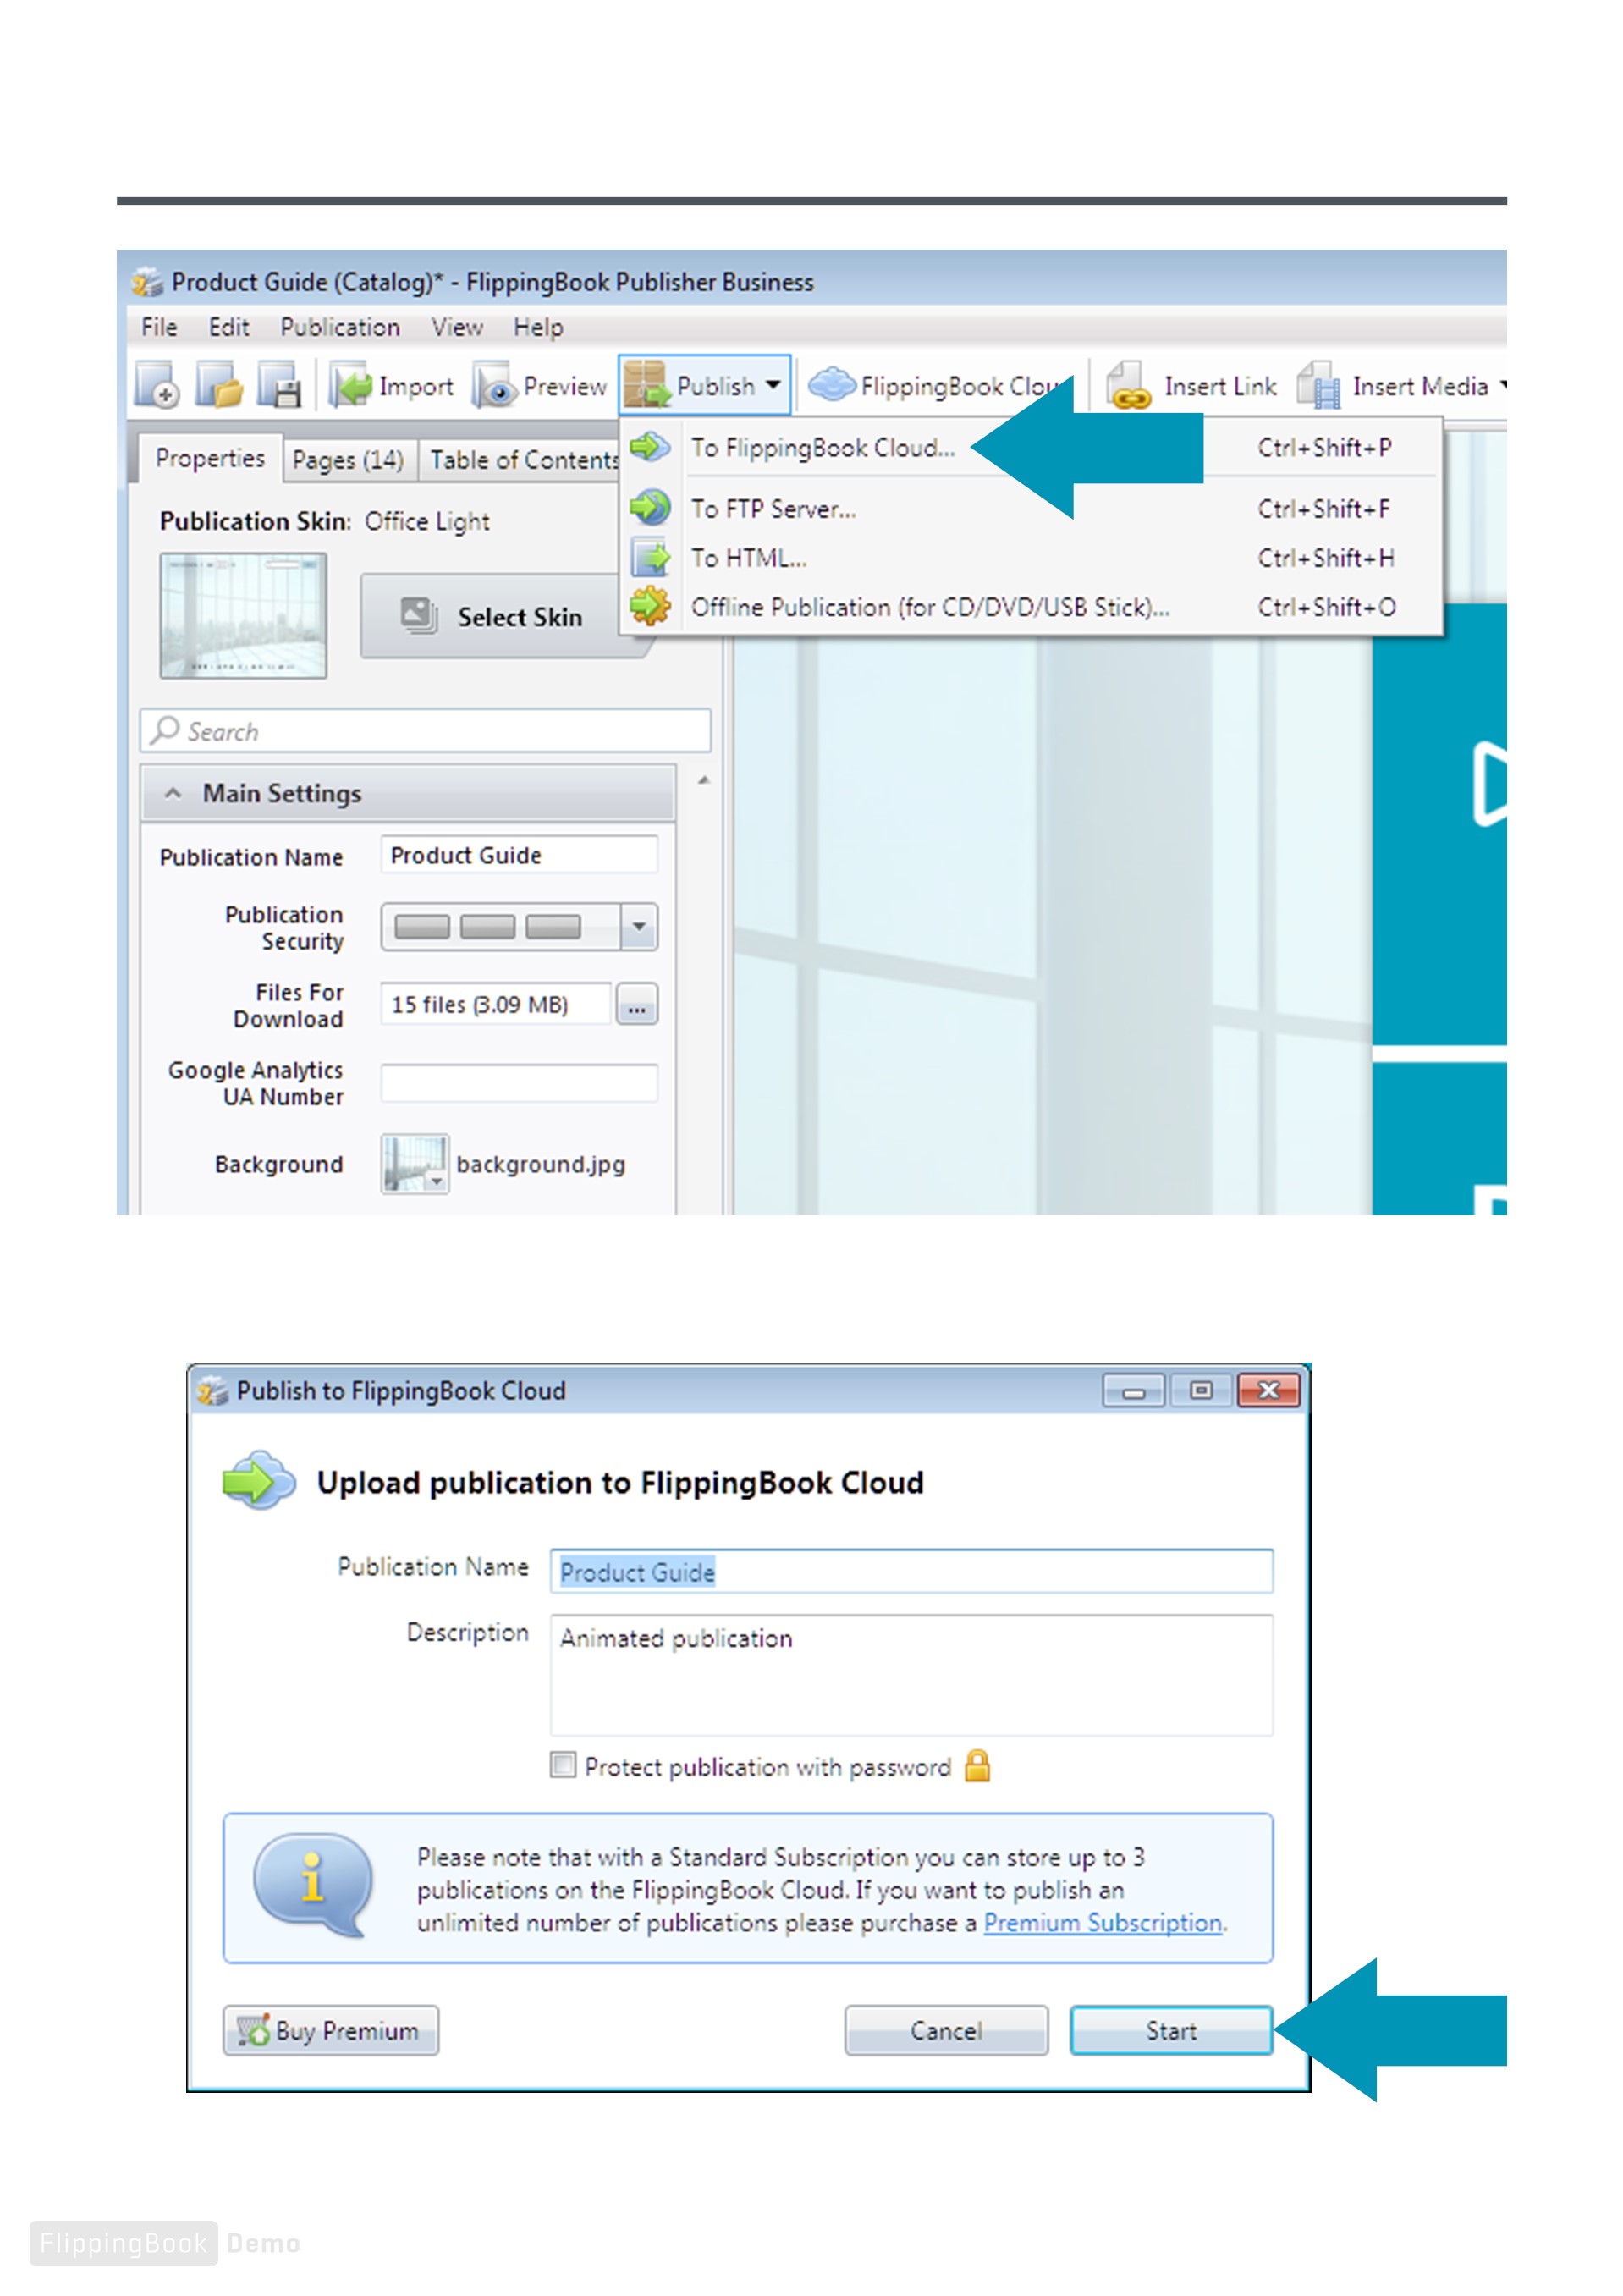 Product Guide (Catalog)* - FlippingBook Publisher Business
File Edit Publication View Help
Import Preview Publish FlippingBook Insert Link Insert Media
To FlippingBook Cloud... Ctrl+Shift+P
To FTP Server... Ctrl+Shift+F
To HTML... Ctrl+Shift+H
Offline Publication (for CD/DVD/USB Stick)... Ctrl+Shift+O
Properties Pages (14) Table of Contents
Publication Skin: Office Light
Select Skin
Search
Main Settings
Publication Name Product Guide
Publication
Security
Files For
Download
15 files (3.09 MB) ...
Google Analytics
UA Number
Background background.jpg
Publish to FlippingBook Cloud
Upload publication to FlippingBook Cloud
Publication Name Product Guide
Description Animated publication
Protect publication with password
Please note that with a Standard Subscription you can store up to 3
publications on the FlippingBook Cloud. If you want to publish an
unlimited number of publications please purchase a Premium Subscription.
Buy Premium Cancel Start
FlippingBook Demo